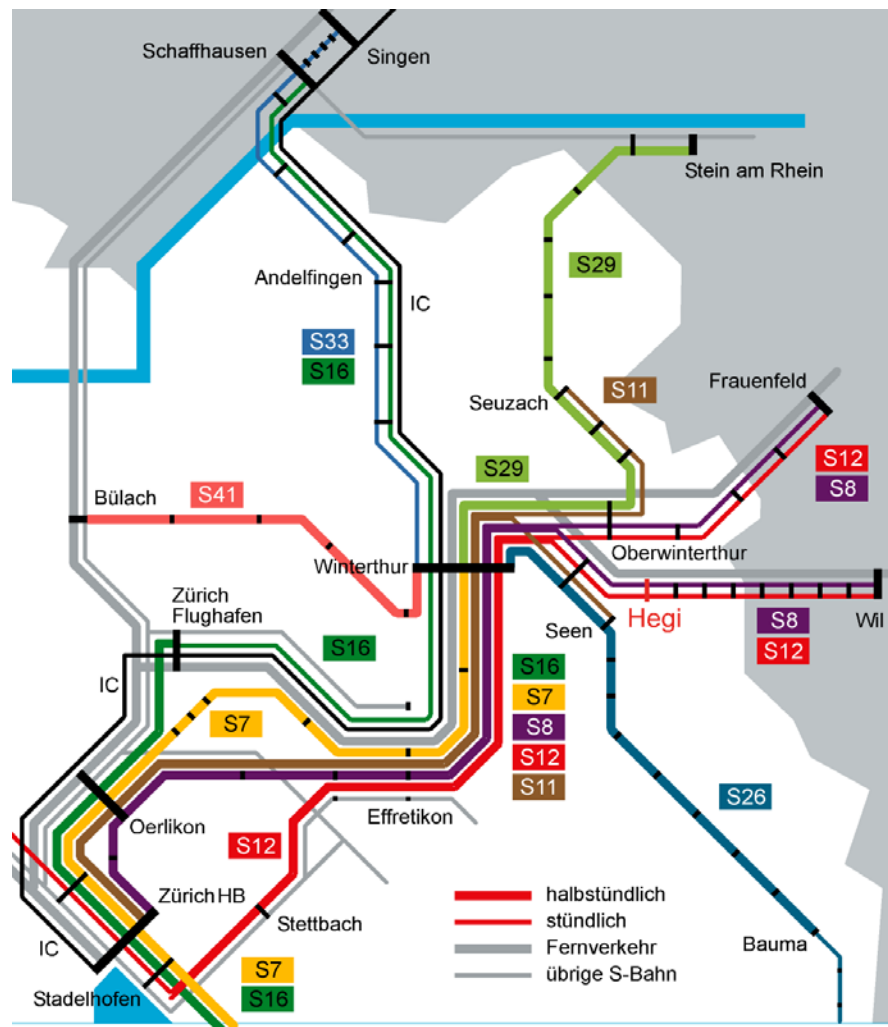 Schaffhausen
Singen
Stein am Rhein
S29
Andelfingen
IC
S33
S16
Seuzach
S11
Frauenfeld
S29
S12
S8
Bülach
S41
Winterthur
Oberwinterthur
Zürich
Flughafen
S16
Hegi
Seen
S8
S12
Wil
IC
S7
S16
S7
S8
S12
S11
Oerlikon
Effretikon
S26
S12
Zürich HB
Stettbach
halbstündlich
stündlich
Fernverkehr
übrige S-Bahn
Bauma
IC
Stadelhofen
S7
S16